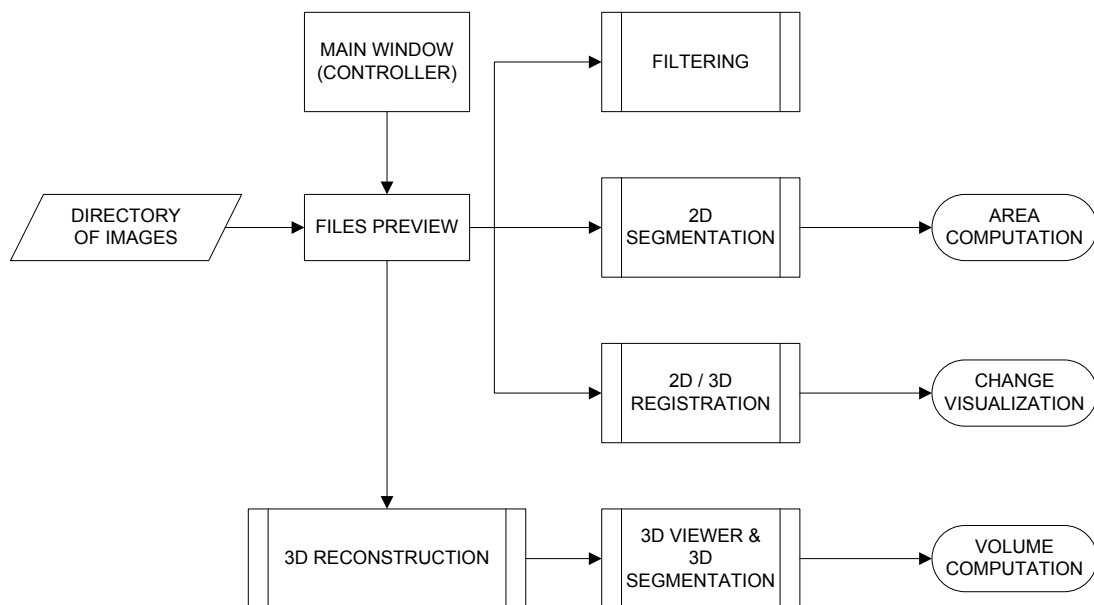 MAIN WINDOW
(CONTROLLER)
FILTERING
DIRECTORY
OF IMAGES
FILES PREVIEW
2D
SEGMENTATION
AREA
COMPUTATION
2D / 3D
REGISTRATION
CHANGE
VISUALIZATION
3D RECONSTRUCTION
3D VIEWER &
3D
SEGMENTATION
VOLUME
COMPUTATION